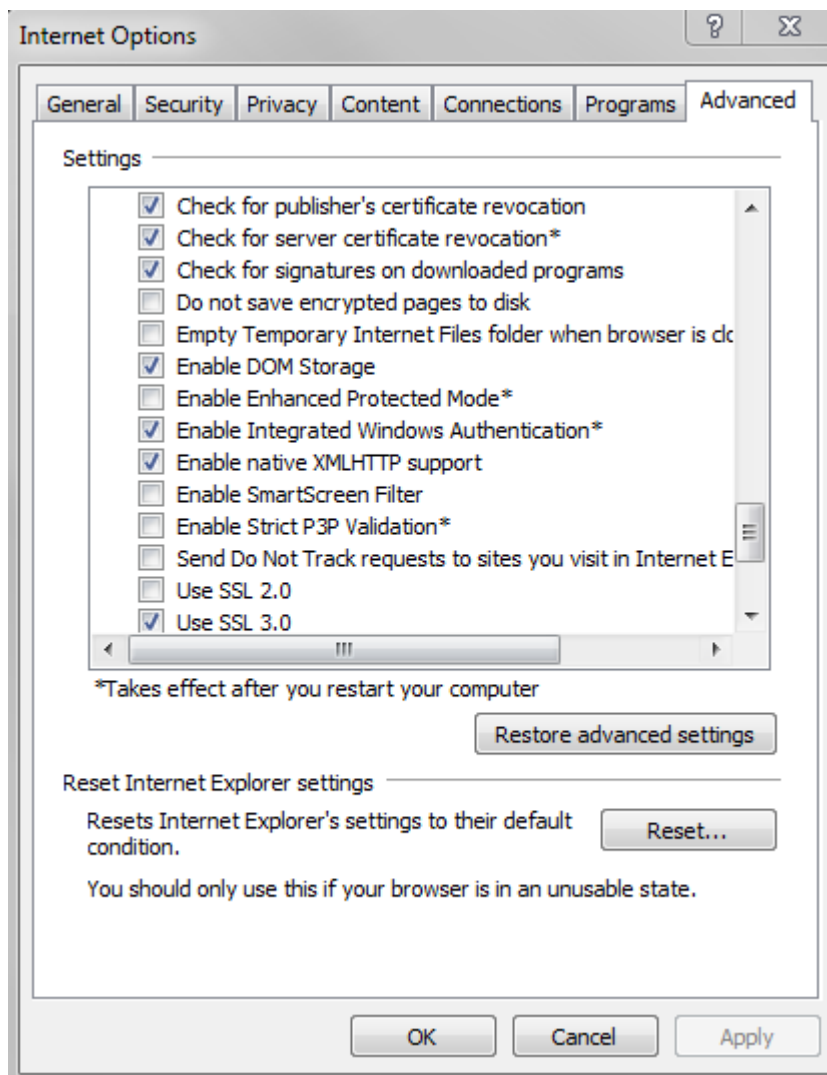 Internet Options
General Security Privacy Content Connections Programs Advanced
Settings
Check for publisher's certificate revocation
Check for server certificate revocation*
Check for signatures on downloaded programs
Do not save encrypted pages to disk
Empty Temporary Internet Files folder when browser is clo
Enable DOM Storage
Enable Enhanced Protected Mode*
Enable Integrated Windows Authentication*
Enable native XMLHTTP support
Enable SmartScreen Filter
Enable Strict P3P Validation*
Send Do Not Track requests to sites you visit in Internet E
Use SSL 2.0
Use SSL 3.0
*Takes effect after you restart your computer
Restore advanced settings
Reset Internet Explorer settings
Resets Internet Explorer's settings to their default
condition.
Reset...
You should only use this if your browser is in an unusable state.
OK Cancel Apply